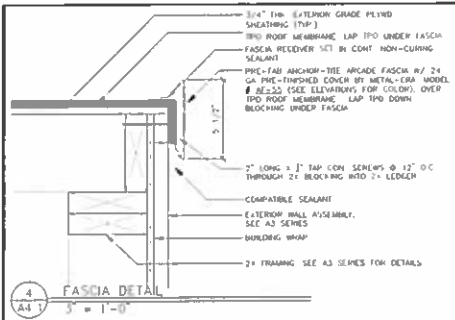 3/4" THK EXTERIOR GRADE PLYWD
SHEATHING (TYP)
TPO ROOF MEMBRANE LAP TPO UNDER FASCIA
FASCIA RECEIVER SET IN CONT NON-CURING
SEALANT
PRE-FAB ANCHOR-TITE ARCADE FASCIA W/ 24
GA PRE-FINISHED COVER BY METAL-ERA MODEL
# AF-55 (SEE ELEVATIONS FOR COLOR). OVER
TPO ROOF MEMBRANE LAP TPO DOWN
BLOCKING UNDER FASCIA
5 1/2"
2" LONG TAP CON SCREWS @ 12" O C
THROUGH 2x BLOCKING INTO 2x LEDGER
COMPATIBLE SEALANT
EXTERIOR WALL ASSEMBLY,
SEE A3 SERIES
BUILDING WRAP
2x FRAMING SEE A3 SERIES FOR DETAILS
4
A4 1
FASCIA DETAIL
3" = 1'-0"